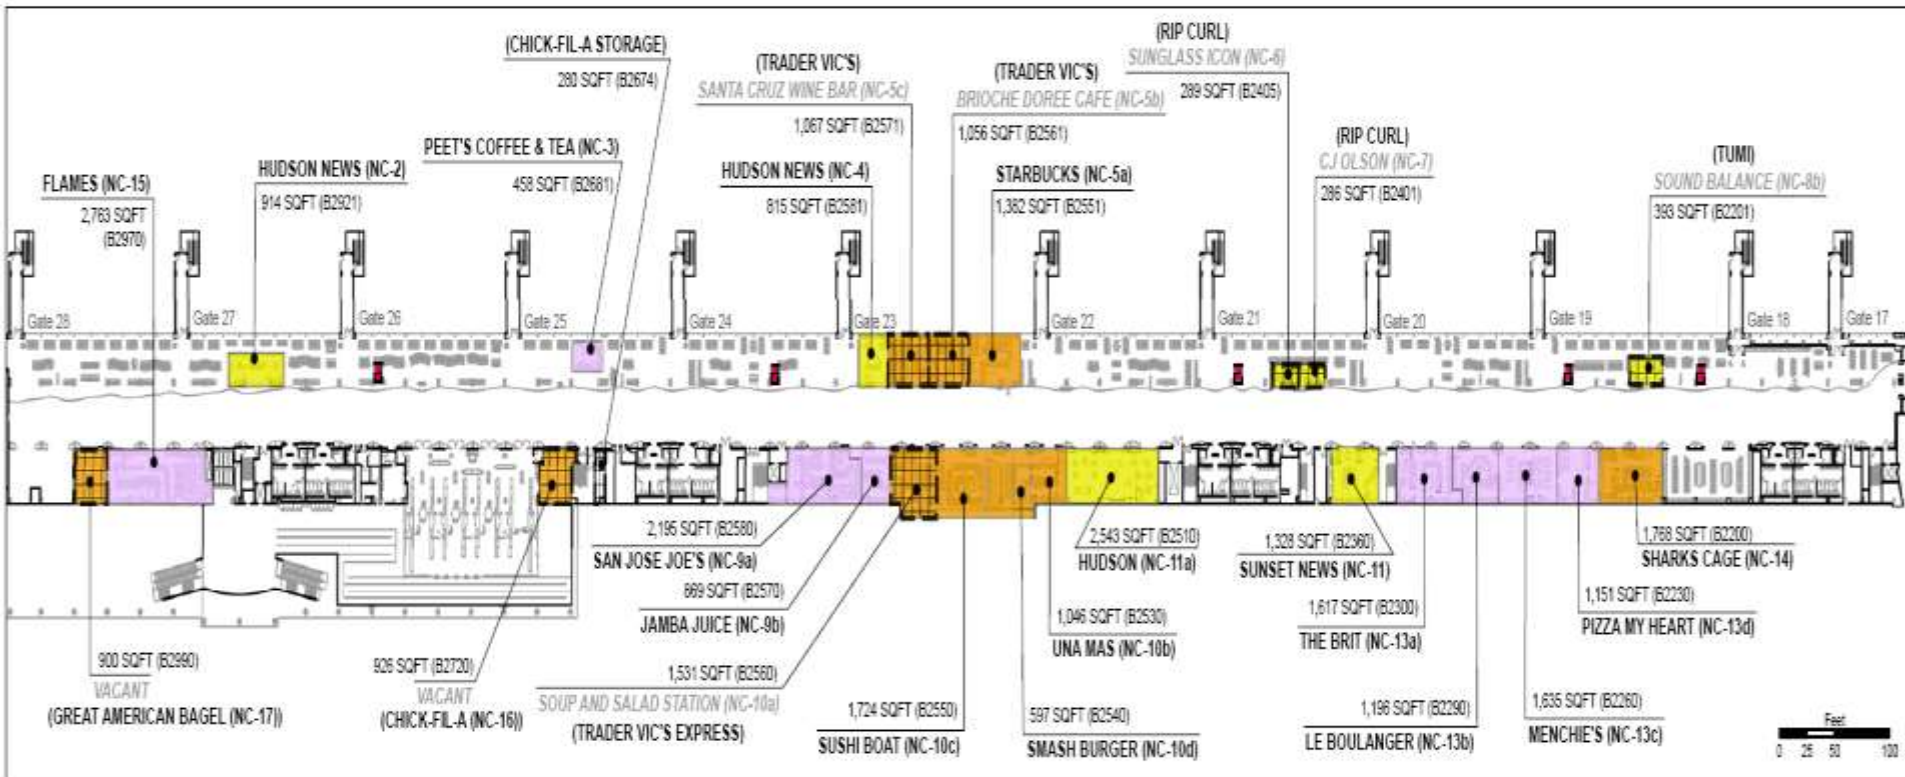 (CHICK-FIL-A STORAGE)
280 SQFT (B2674)
(TRADER VIC'S)
SANTA CRUZ WINE BAR (NC-5c)
1,067 SQFT (B2571)
(TRADER VIC'S)
BRIOCHE DOREE CAFE (NC-5b)
1,056 SQFT (B2561)
(RIP CURL)
SUNGLASS ICON (NC-6)
289 SQFT (B2405)
(RIP CURL)
CJ OLSON (NC-7)
286 SQFT (B2401)
(TUMI)
SOUND BALANCE (NC-8b)
393 SQFT (B2201)
FLAMES (NC-15)
2,763 SQFT
(B2970)
HUDSON NEWS (NC-2)
914 SQFT (B2921)
PEET'S COFFEE & TEA (NC-3)
458 SQFT (B2681)
HUDSON NEWS (NC-4)
815 SQFT (B2581)
STARBUCKS (NC-5a)
1,382 SQFT (B2551)
Gate 28
Gate 27
Gate 26
Gate 25
Gate 24
Gate 23
Gate 22
Gate 21
Gate 20
Gate 19
Gate 18
Gate 17
2,195 SQFT (B2580)
SAN JOSE JOE'S (NC-9a)
869 SQFT (B2570)
JAMBA JUICE (NC-9b)
2,543 SQFT (B2510)
HUDSON (NC-11a)
1,328 SQFT (B2360)
SUNSET NEWS (NC-11)
1,768 SQFT (B2200)
SHARKS CAGE (NC-14)
1,046 SQFT (B2530)
UNA MAS (NC-10b)
1,617 SQFT (B2300)
THE BRIT (NC-13a)
1,151 SQFT (B2230)
PIZZA MY HEART (NC-13d)
900 SQFT (B2990)
VACANT
(GREAT AMERICAN BAGEL (NC-17))
926 SQFT (B2720)
VACANT
(CHICK-FIL-A (NC-16))
1,531 SQFT (B2560)
SOUP AND SALAD STATION (NC-10a)
(TRADER VIC'S EXPRESS)
1,724 SQFT (B2550)
SUSHI BOAT (NC-10c)
597 SQFT (B2540)
SMASH BURGER (NC-10d)
1,196 SQFT (B2290)
LE BOULANGER (NC-13b)
1,635 SQFT (B2260)
MENCHIE'S (NC-13c)
Feet
0 25 50 100